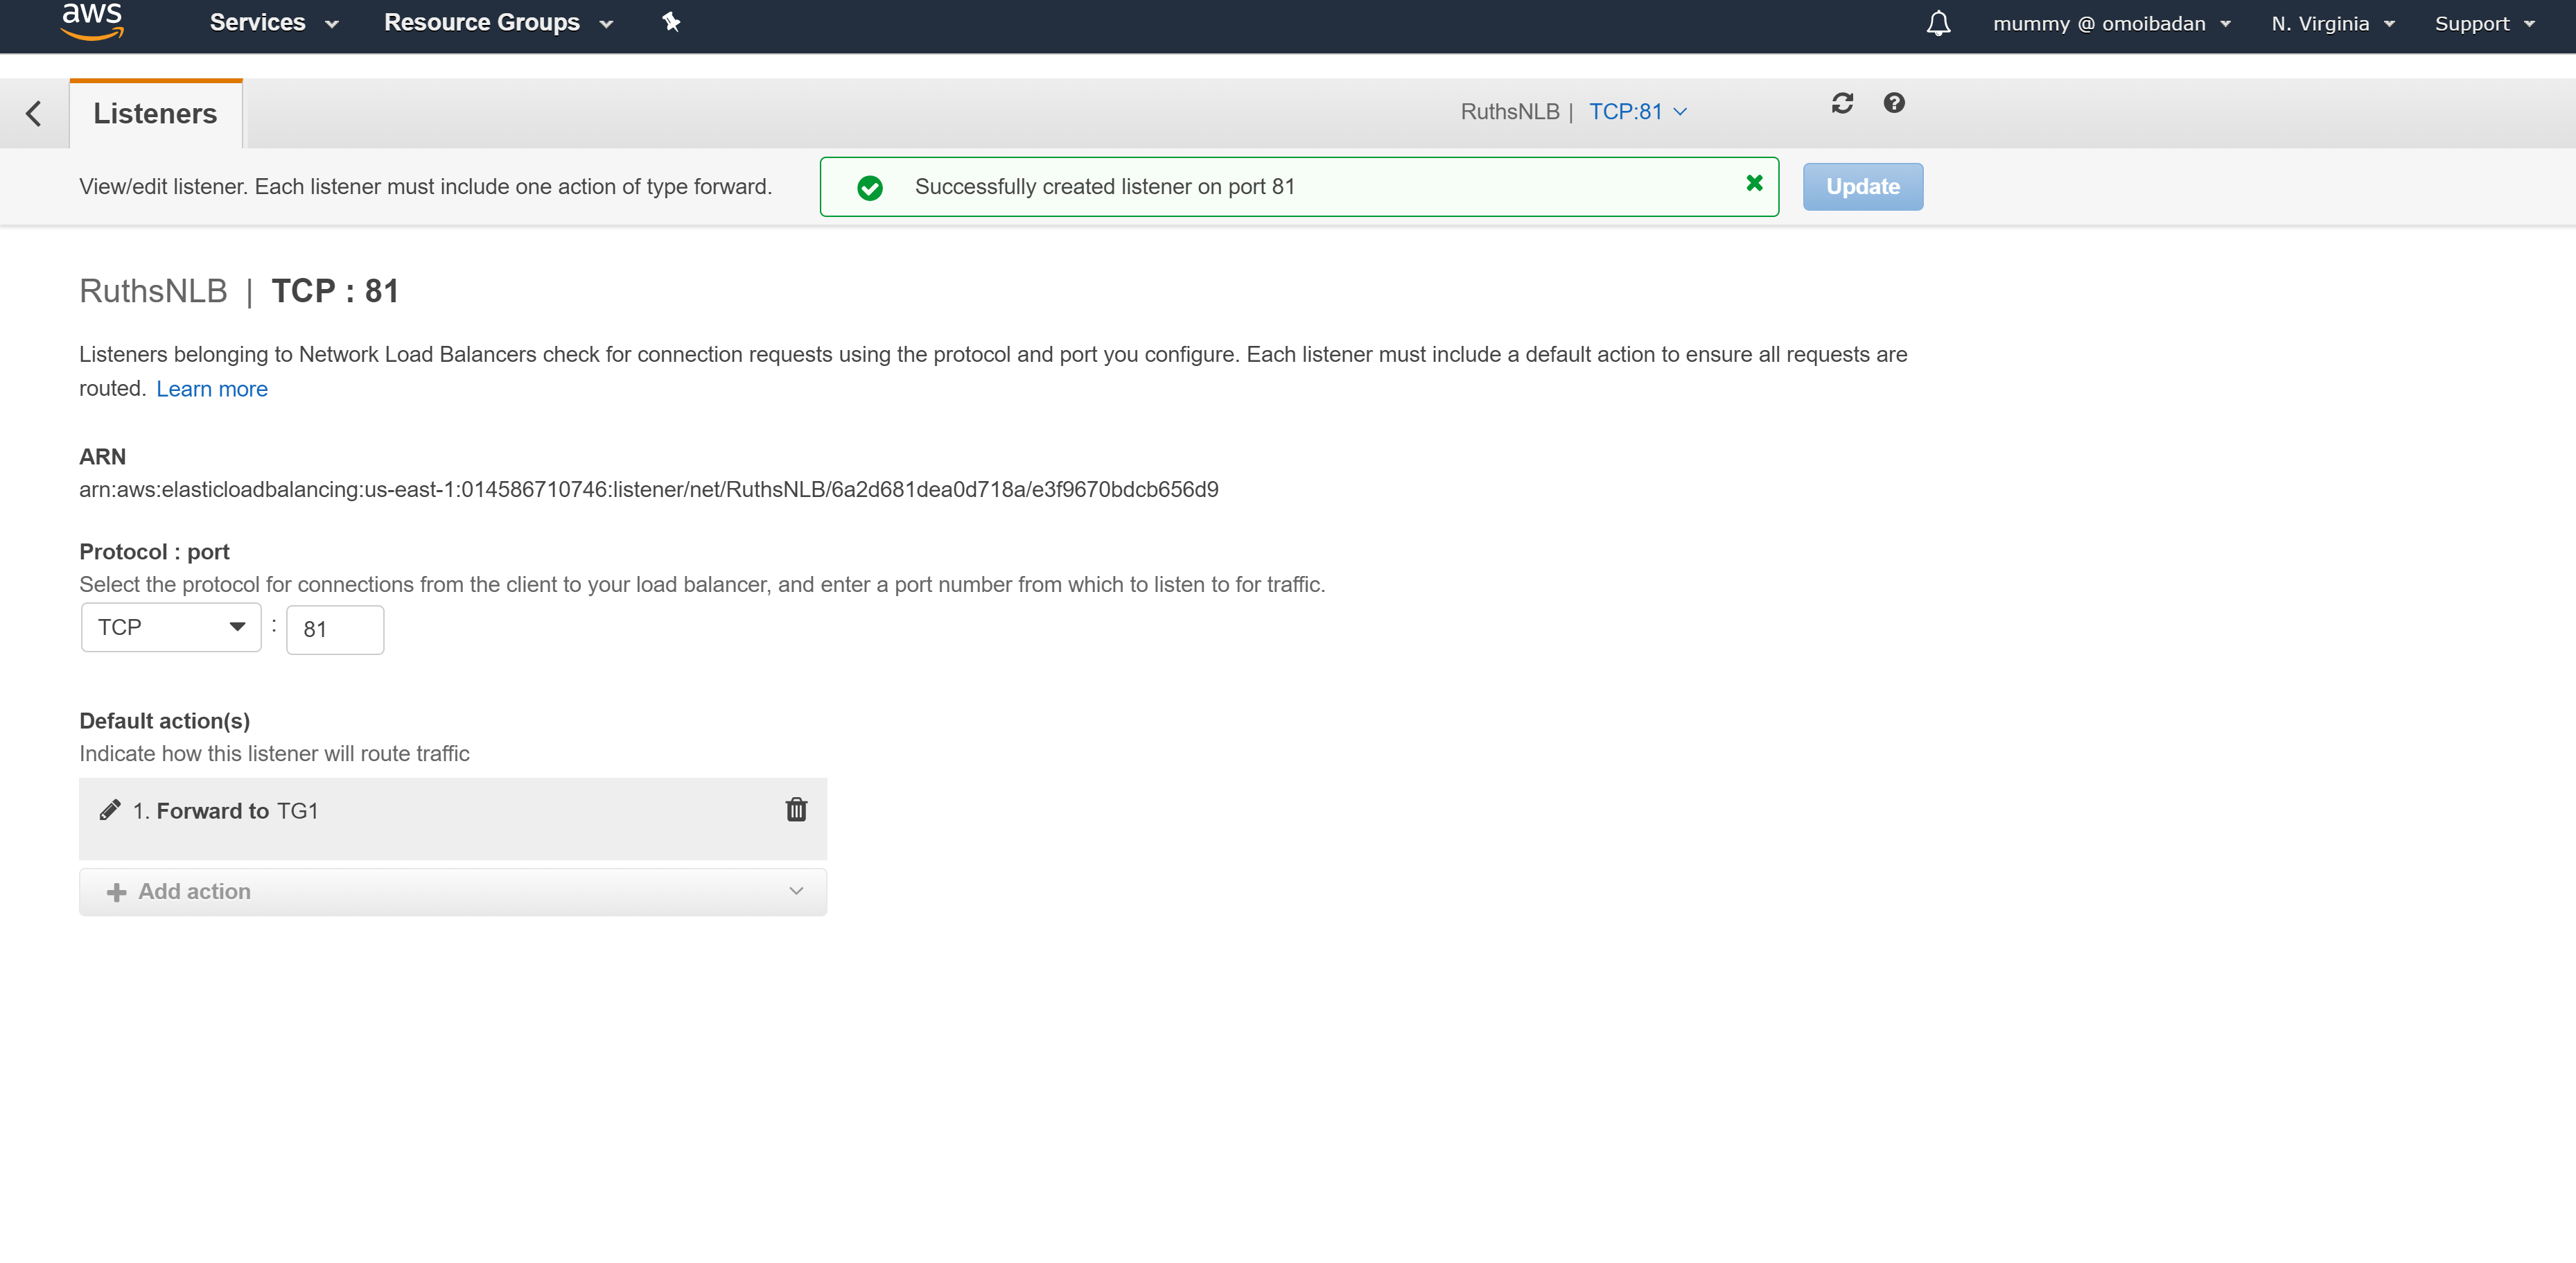 aws
Services
Resource Groups
mummy @ omoibadan
N. Virginia
Support
Listeners
RuthsNLB | TCP:81
View/edit listener. Each listener must include one action of type forward.
Successfully created listener on port 81
Update
RuthsNLB | TCP : 81
Listeners belonging to Network Load Balancers check for connection requests using the protocol and port you configure. Each listener must include a default action to ensure all requests are
routed. Learn more
ARN
arn:aws:elasticloadbalancing:us-east-1:014586710746:listener/net/RuthsNLB/6a2d681dea0d718a/e3f9670bdcb656d9
Protocol : port
Select the protocol for connections from the client to your load balancer, and enter a port number from which to listen to for traffic.
TCP : 81
Default action(s)
Indicate how this listener will route traffic
1. Forward to TG1
Add action